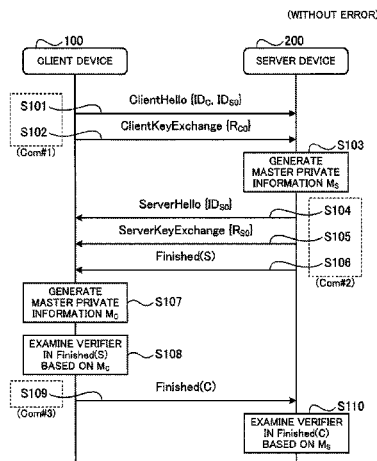 (WITHOUT ERROR)
100
200
CLIENT DEVICE
SERVER DEVICE
ClientHello {IDC, IDS0}
S101
ClientKeyExchange {RC0}
S102
(Com#1)
S103
GENERATE
MASTER PRIVATE
INFORMATION MS
ServerHello {IDS0}
S104
ServerKeyExchange {RS0}
S105
Finished(S)
S106
(Com#2)
GENERATE
MASTER PRIVATE
INFORMATION MC
S107
EXAMINE VERIFIER
IN Finished(S)
BASED ON MC
S108
Finished(C)
S109
(Com#3)
S110
EXAMINE VERIFIER
IN Finished(C)
BASED ON MS